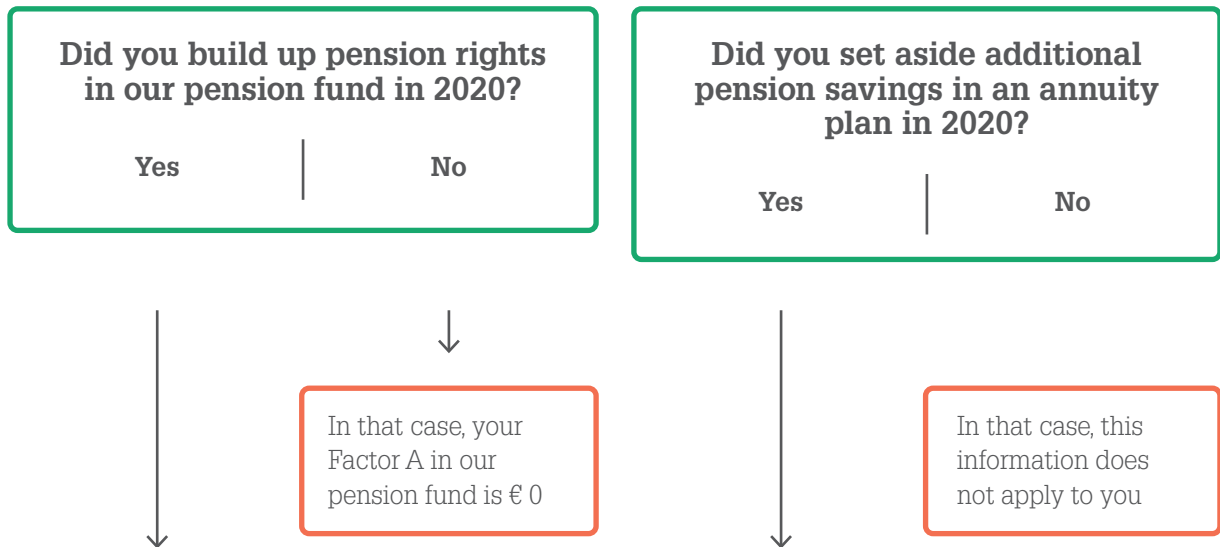 Did you build up pension rights
in our pension fund in 2020?
Yes
No
In that case, your
Factor A in our
pension fund is € 0
Did you set aside additional
pension savings in an annuity
plan in 2020?
Yes
No
In that case, this
information does
not apply to you